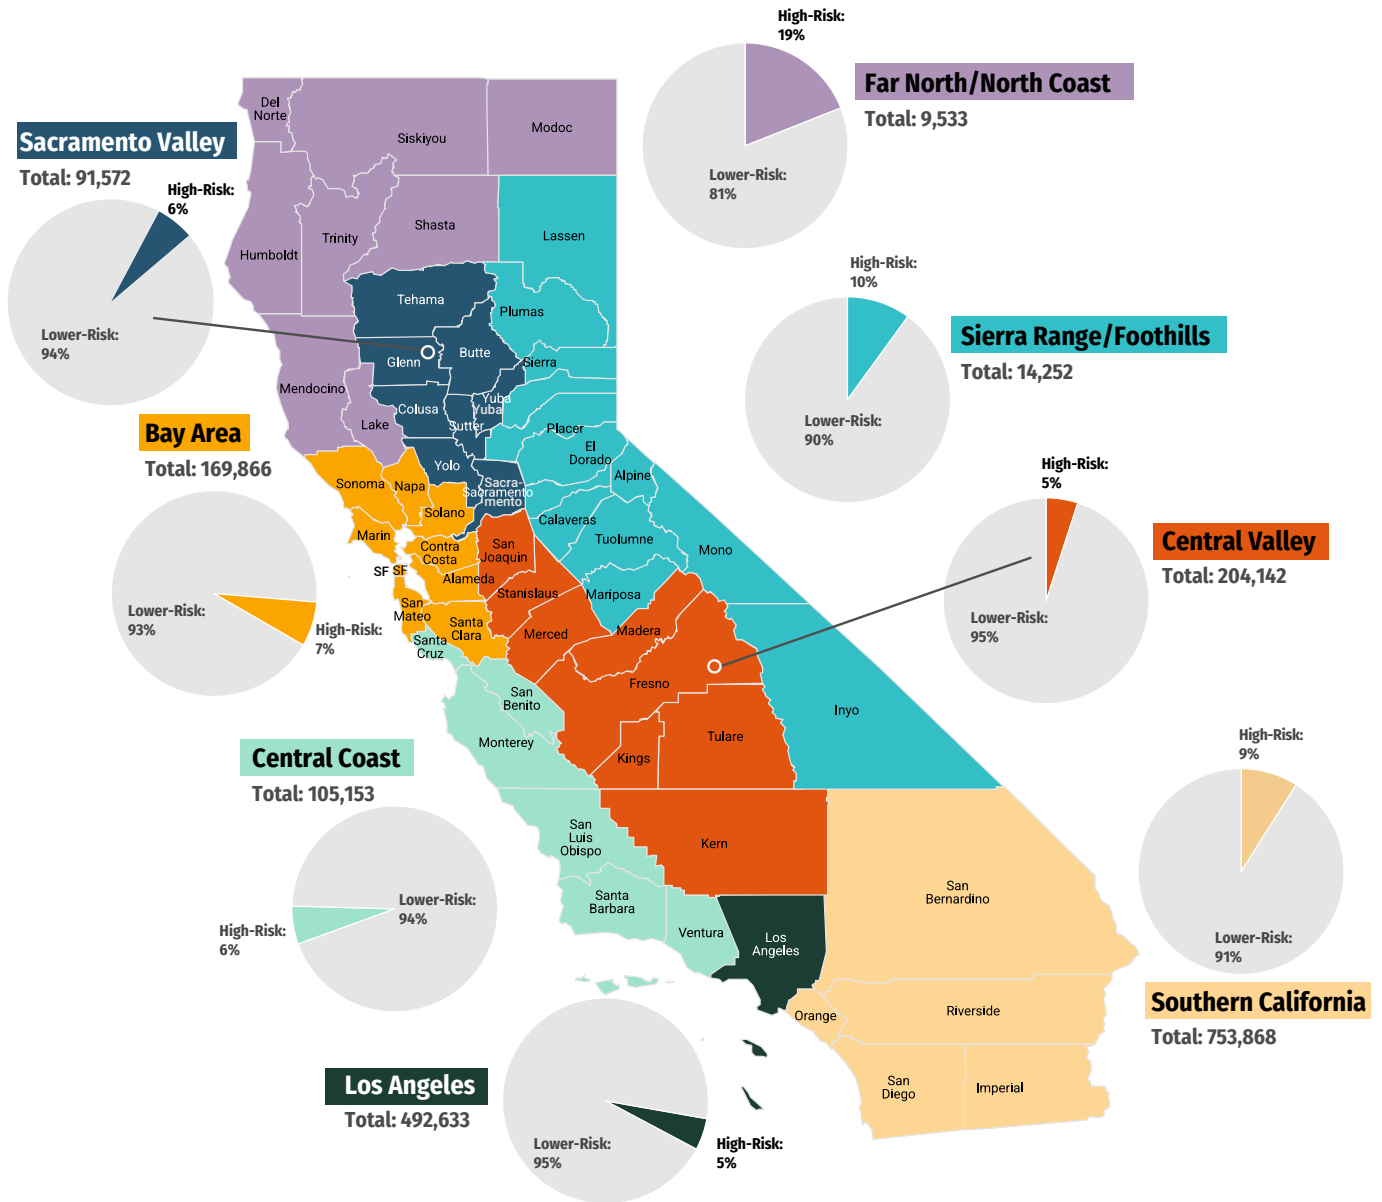 High-Risk:
19%
Far North/North Coast
Total: 9,533
Lower-Risk:
81%
Sacramento Valley
Total: 91,572
High-Risk:
6%
Lower-Risk:
94%
Del
Norte
Siskiyou
Modoc
Shasta
Lassen
Trinity
Humboldt
Tehama
Plumas
Glenn
Butte
Sierra
Mendocino
Colusa
Yuba
Yuba
Sutter
Lake
Placer
El
Dorado
Yolo
Alpine
Sacra-
Sacramento
mento
Sonoma
Napa
Solano
Calaveras
Marin
Tuolumne
Mono
Contra
Costa
San
Joaquin
SF
SF
Alameda
Stanislaus
Mariposa
San
Mateo
Santa
Clara
Merced
Madera
Santa
Cruz
Fresno
San
Benito
Inyo
Monterey
Tulare
Kings
San
Luis
Obispo
Kern
Santa
Barbara
Ventura
Los
Angeles
San
Bernardino
Orange
Riverside
San
Diego
Imperial
High-Risk:
10%
Sierra Range/Foothills
Total: 14,252
Lower-Risk:
90%
Bay Area
Total: 169,866
Lower-Risk:
93%
High-Risk:
7%
High-Risk:
5%
Central Valley
Total: 204,142
Lower-Risk:
95%
Central Coast
Total: 105,153
Lower-Risk:
94%
High-Risk:
6%
High-Risk:
9%
Lower-Risk:
91%
Southern California
Total: 753,868
Los Angeles
Total: 492,633
Lower-Risk:
95%
High-Risk:
5%